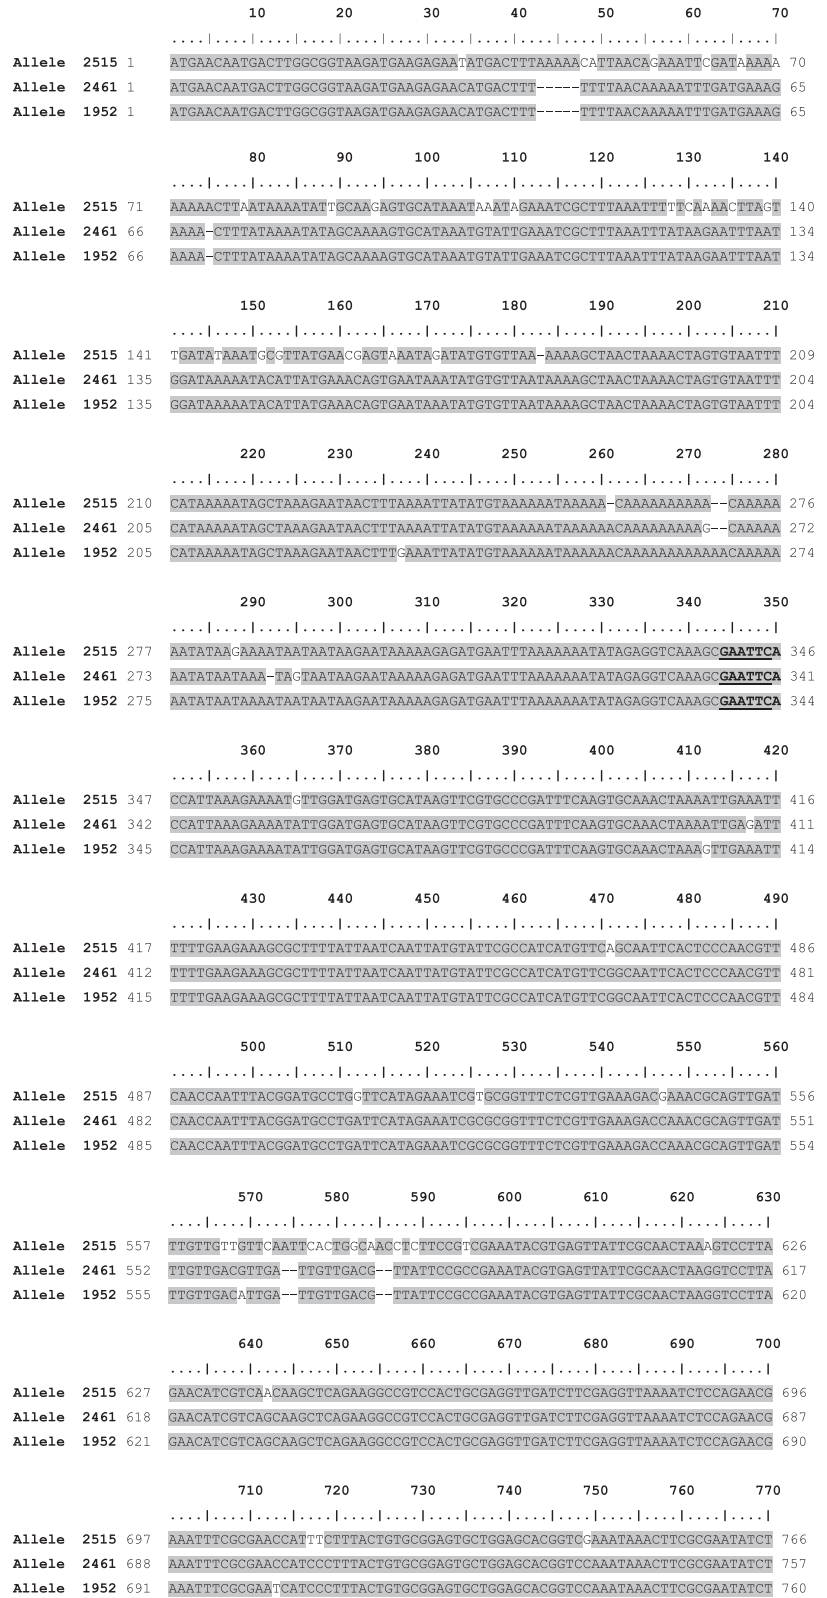 10 20 30 40 50 60 70
....|....|....|....|....|....|....|....|....|....|....|....|....|....|
Allele 2515 1 ATGAACAATGACTTGGCGGTAAGATGAAGAGAATATGACTTTAAAAACATTAACAGAAATTCGATAAAAA 70
Allele 2461 1 ATGAACAATGACTTGGCGGTAAGATGAAGAGAACATGACTTT-----TTTTAACAAAAATTTGATGAAAG 65
Allele 1952 1 ATGAACAATGACTTGGCGGTAAGATGAAGAGAACATGACTTT-----TTTTAACAAAAATTTGATGAAAG 65
80 90 100 110 120 130 140
....|....|....|....|....|....|....|....|....|....|....|....|....|....|
Allele 2515 71 AAAAACTTAATAAAATATTGCAAGAGTGCATAAATAAATAGAAATCGCTTTAAATTTTTCAAAACTTAGT 140
Allele 2461 66 AAAA-CTTTATAAAATATAGCAAAAGTGCATAAATGTATTGAAATCGCTTTAAATTTATAAGAATTTAAT 134
Allele 1952 66 AAAA-CTTTATAAAATATAGCAAAAGTGCATAAATGTATTGAAATCGCTTTAAATTTATAAGAATTTAAT 134
150 160 170 180 190 200 210
....|....|....|....|....|....|....|....|....|....|....|....|....|....|
Allele 2515 141 TGATATAAATGCGTTATGAACGAGTAAATAGATATGTGTTAA-AAAAGCTAACTAAAACTAGTGTAATTT 209
Allele 2461 135 GGATAAAAATACATTATGAAACAGTGAATAAATATGTGTTAATAAAAGCTAACTAAAACTAGTGTAATTT 204
Allele 1952 135 GGATAAAAATACATTATGAAACAGTGAATAAATATGTGTTAATAAAAGCTAACTAAAACTAGTGTAATTT 204
220 230 240 250 260 270 280
....|....|....|....|....|....|....|....|....|....|....|....|....|....|
Allele 2515 210 CATAAAAATAGCTAAAGAATAACTTTAAAATTATATGTAAAAAATAAAAA-CAAAAAAAAAAA--CAAAAA 276
Allele 2461 205 CATAAAAATAGCTAAAGAATAACTTTAAAATTATATGTAAAAAATAAAAAACAAAAAAAAAAG--CAAAAA 272
Allele 1952 205 CATAAAAATAGCTAAAGAATAACTTTGAAATTATATGTAAAAAATAAAAAACAAAAAAAAAAAAACAAAAA 274
290 300 310 320 330 340 350
....|....|....|....|....|....|....|....|....|....|....|....|....|....|
Allele 2515 277 AATATAAGAAAATAATAATAAGAATAAAAAGAGATGAATTTAAAAAAATATAGAGGTCAAAGCGAATTCA 346
Allele 2461 273 AATATAATAAA-TAGTAATAAGAATAAAAAGAGATGAATTTAAAAAAATATAGAGGTCAAAGCGAATTCA 341
Allele 1952 275 AATATAATAAAATAATAATAAGAATAAAAAGAGATGAATTTAAAAAAATATAGAGGTCAAAGCGAATTCA 344
360 370 380 390 400 410 420
....|....|....|....|....|....|....|....|....|....|....|....|....|....|
Allele 2515 347 CCATTAAAGAAAATGTTGGATGAGTGCATAAGTTCGTGCCCGATTTCAAGTGCAAACTAAAATTGAAATT 416
Allele 2461 342 CCATTAAAGAAAATATTGGATGAGTGCATAAGTTCGTGCCCGATTTCAAGTGCAAACTAAAATTGAGATT 411
Allele 1952 345 CCATTAAAGAAAATATTGGATGAGTGCATAAGTTCGTGCCCGATTTCAAGTGCAAACTAAAGTTGAAATT 414
430 440 450 460 470 480 490
....|....|....|....|....|....|....|....|....|....|....|....|....|....|
Allele 2515 417 TTTTGAAGAAAGCGCTTTTATTAATCAATTATGTATTCGCCATCATGTTCAGCAATTCACTCCCAACGTT 486
Allele 2461 412 TTTTGAAGAAAGCGCTTTTATTAATCAATTATGTATTCGCCATCATGTTCGGCAATTCACTCCCAACGTT 481
Allele 1952 415 TTTTGAAGAAAGCGCTTTTATTAATCAATTATGTATTCGCCATCATGTTCGGCAATTCACTCCCAACGTT 484
500 510 520 530 540 550 560
....|....|....|....|....|....|....|....|....|....|....|....|....|....|
Allele 2515 487 CAACCAATTTACGGATGCCTGGTTCATAGAAATCGTGCGGTTTCTCGTTGAAAGACGAAACGCAGTTGAT 556
Allele 2461 482 CAACCAATTTACGGATGCCTGATTCATAGAAATCGCGCGGTTTCTCGTTGAAAGACCAAACGCAGTTGAT 551
Allele 1952 485 CAACCAATTTACGGATGCCTGATTCATAGAAATCGCGCGGTTTCTCGTTGAAAGACCAAACGCAGTTGAT 554
570 580 590 600 610 620 630
....|....|....|....|....|....|....|....|....|....|....|....|....|....|
Allele 2515 557 TTGTTGTTGTTCAATTCACTGGCAACCTCTTCCGTCGAAATACGTGAGTTATTCGCAACTAAAGTCCTTA 626
Allele 2461 552 TTGTTGACGTTGA--TTGTTGACG--TTATTCCGCCGAAATACGTGAGTTATTCGCAACTAAGGTCCTTA 617
Allele 1952 555 TTGTTGACATTGA--TTGTTGACG--TTATTCCGCCGAAATACGTGAGTTATTCGCAACTAAGGTCCTTA 620
640 650 660 670 680 690 700
....|....|....|....|....|....|....|....|....|....|....|....|....|....|
Allele 2515 627 GAACATCGTCAACAAGCTCAGAAGGCCGTCCACTGCGAGGTTGATCTTCGAGGTTAAAATCTCCAGAACG 696
Allele 2461 618 GAACATCGTCAGCAAGCTCAGAAGGCCGTCCACTGCGAGGTTGATCTTCGAGGTTAAAATCTCCAGAACG 687
Allele 1952 621 GAACATCGTCAGCAAGCTCAGAAGGCCGTCCACTGCGAGGTTGATCTTCGAGGTTAAAATCTCCAGAACG 690
710 720 730 740 750 760 770
....|....|....|....|....|....|....|....|....|....|....|....|....|....|
Allele 2515 697 AAATTTCGCGAACCATTTCTTTACTGTGCGGAGTGCTGGAGCACGGTCGAAATAAACTTCGCGAATATCT 766
Allele 2461 688 AAATTTCGCGAACCATCCCTTTACTGTGCGGAGTGCTGGAGCACGGTCCAAATAAACTTCGCGAATATCT 757
Allele 1952 691 AAATTTCGCGAATCATCCCTTTACTGTGCGGAGTGCTGGAGCACGGTCCAAATAAACTTCGCGAATATCT 760